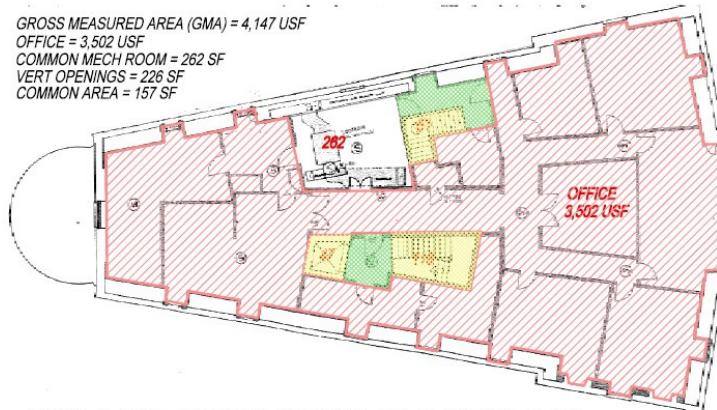 GROSS MEASURED AREA (GMA) = 4,147 USF
OFFICE = 3,502 USF
COMMON MECH ROOM = 262 SF
VERT OPENINGS = 226 SF
COMMON AREA = 157 SF
262
OFFICE
3,502 USF